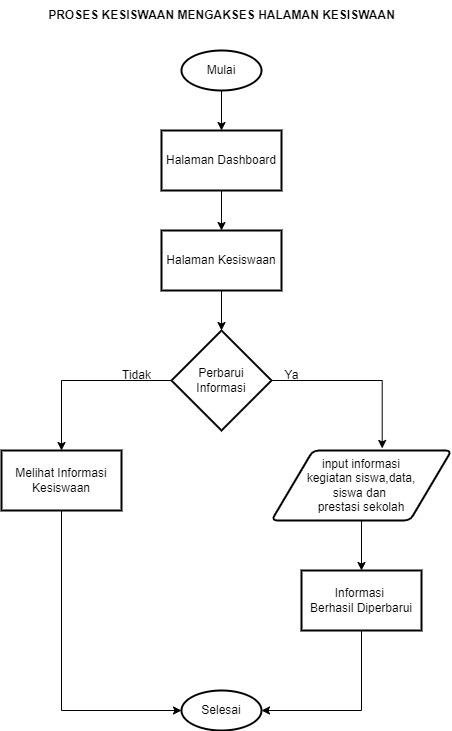 PROSES KESISWAAN MENGAKSES HALAMAN KESISWAAN
Mulai
Halaman Dashboard
Halaman Kesiswaan
Perbarui
Informasi
Tidak
Ya
Melihat Informasi
Kesiswaan
input informasi
kegiatan siswa,data,
siswa dan
prestasi sekolah
Informasi
Berhasil Diperbarui
Selesai